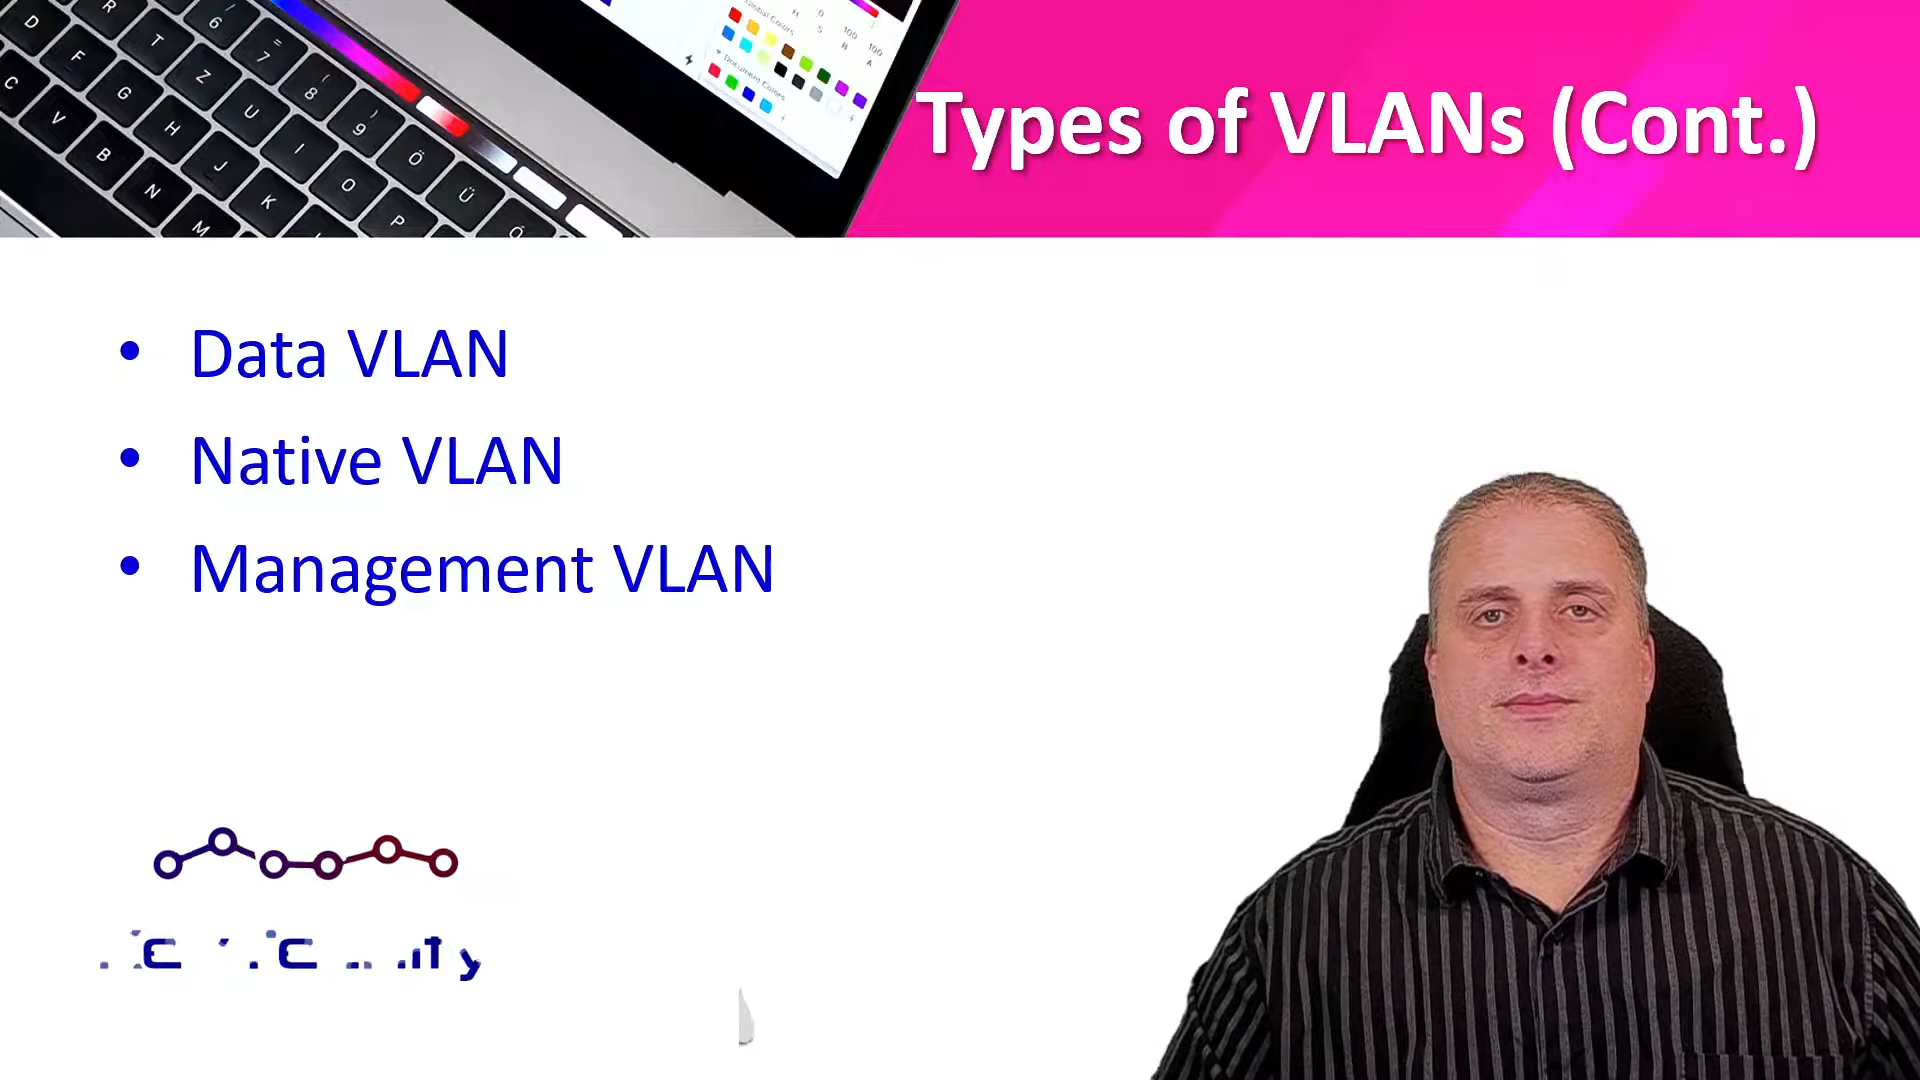 Types of VLANs (Cont.)
• Data VLAN
• Native VLAN
• Management VLAN